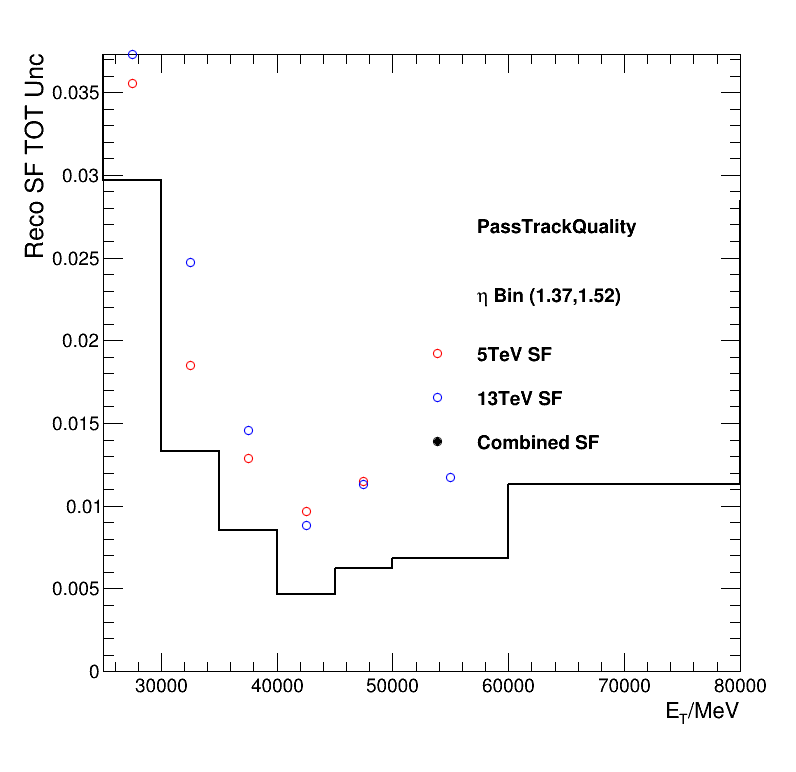 Reco SF TOT Unc
0.035
0.03
0.025
0.02
0.015
0.01
0.005
0
PassTrackQuality
η Bin (1.37,1.52)
5TeV SF
13TeV SF
Combined SF
30000 40000 50000 60000 70000 80000
E_T/MeV